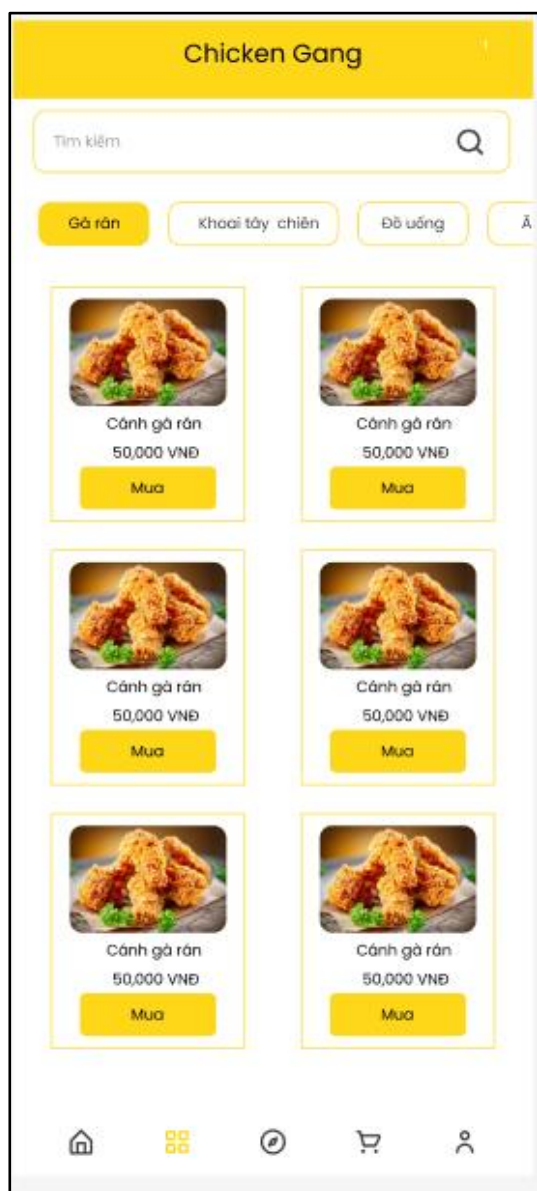 Chicken Gang
Tìm kiếm
Gà rán Khoai tây chiên Đồ uống
Cánh gà rán Cánh gà rán
50,000 VNĐ 50,000 VNĐ
Mua Mua
Cánh gà rán Cánh gà rán
50,000 VNĐ 50,000 VNĐ
Mua Mua
Cánh gà rán Cánh gà rán
50,000 VNĐ 50,000 VNĐ
Mua Mua